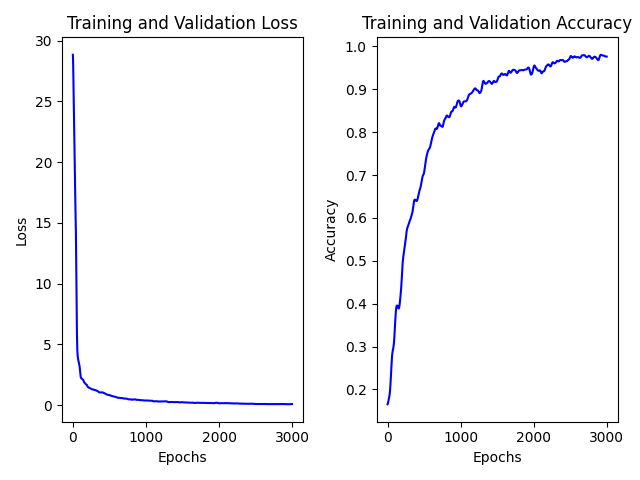 Training and Validation Loss
30
25
20
15
10
5
0
Loss
0 1000 2000 3000
Epochs
Training and Validation Accuracy
1.0
0.9
0.8
0.7
0.6
0.5
0.4
0.3
0.2
Accuracy
0 1000 2000 3000
Epochs